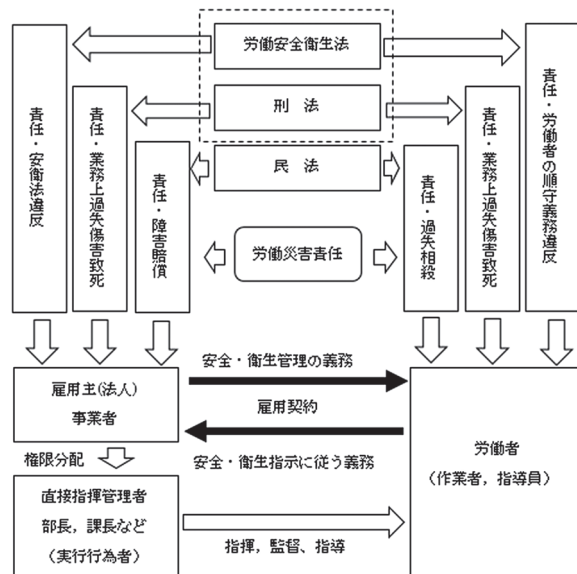 労働安全衛生法
刑　法
民　法
労働災害責任
責任・安衛法違反
責任・業務上過失傷害致死
責任・障害賠償
責任・過失相殺
責任・業務上過失傷害致死
責任・労働者の順守義務違反
安全・衛生管理の義務
雇用契約
安全・衛生指示に従う義務
雇用主(法人)
事業者
権限分配
直接指揮管理者
部長，課長など
（実行行為者）
指揮，監督、指導
労働者
（作業者，指導員）